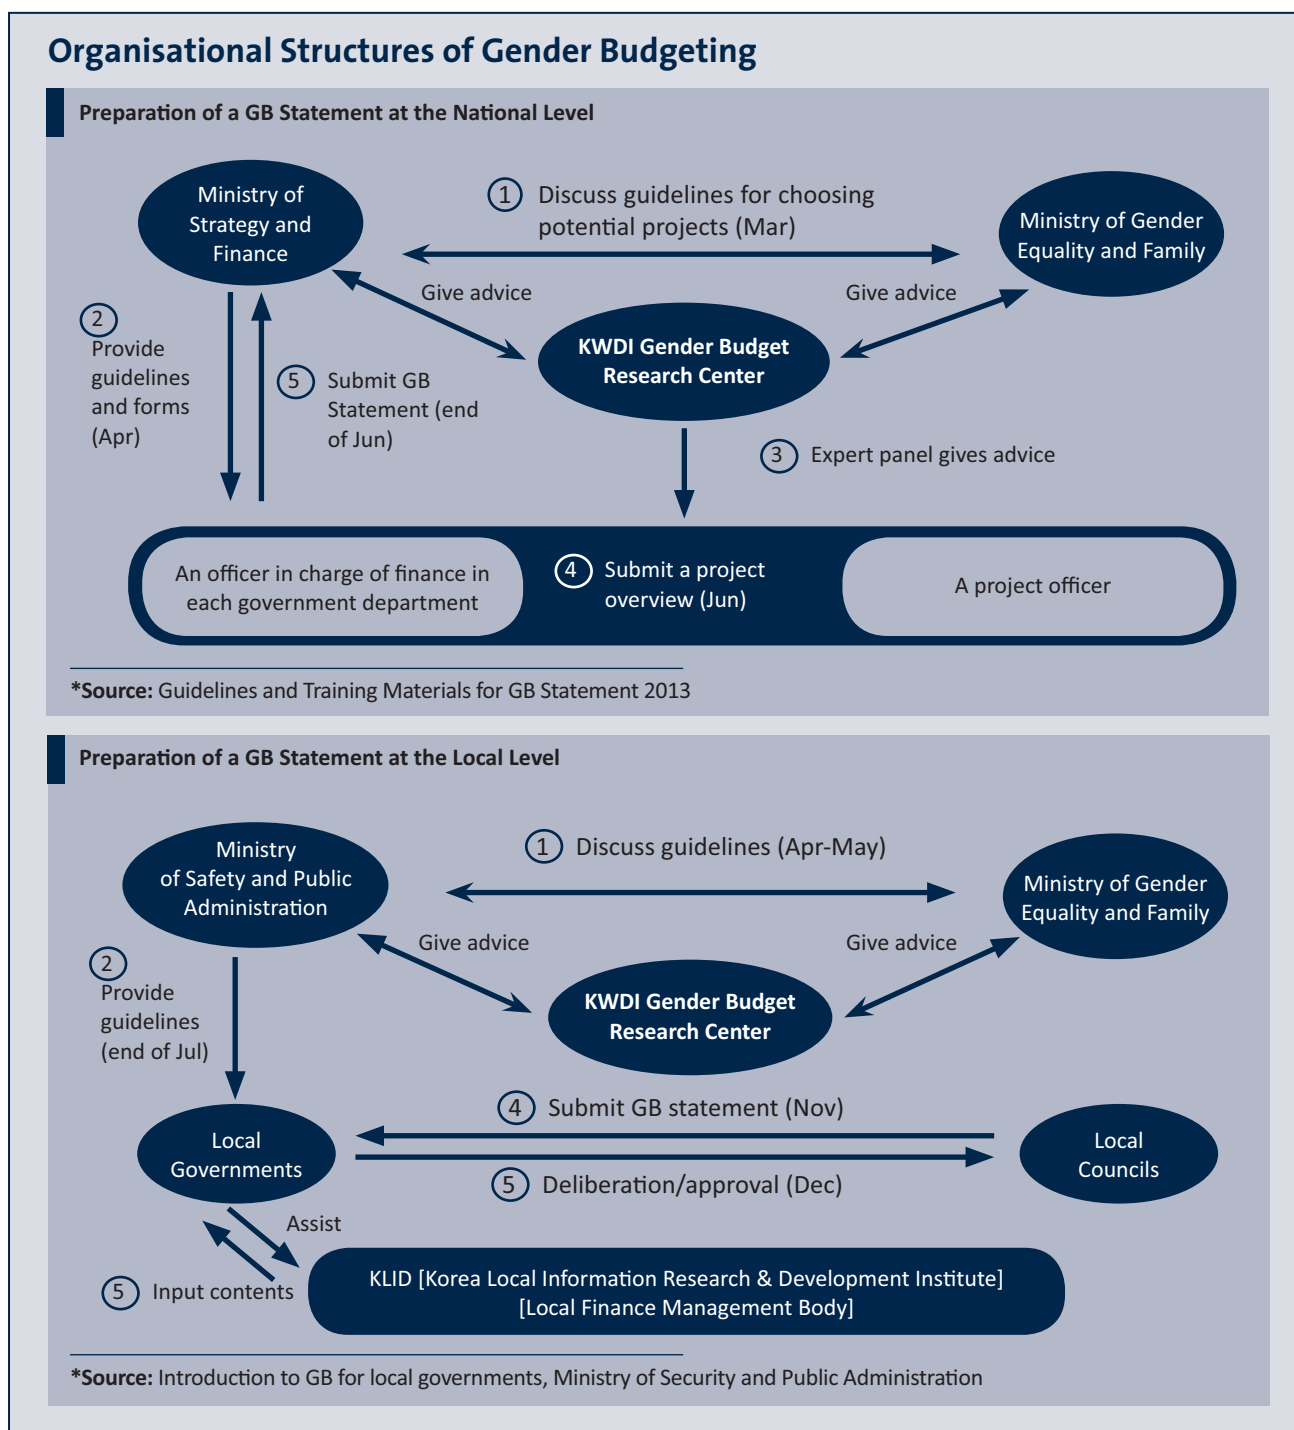 Organisational Structures of Gender Budgeting
Preparation of a GB Statement at the National Level
Ministry of
Strategy and
Finance
1 Discuss guidelines for choosing
potential projects (Mar)
Ministry of Gender
Equality and Family
Give advice
Give advice
KWDI Gender Budget
Research Center
2
Provide
guidelines
and forms
(Apr)
5 Submit GB
Statement (end
of Jun)
3 Expert panel gives advice
An officer in charge of finance in
each government department
4 Submit a project
overview (Jun)
A project officer
*Source: Guidelines and Training Materials for GB Statement 2013
Preparation of a GB Statement at the Local Level
Ministry
of Safety and Public
Administration
1 Discuss guidelines (Apr-May)
Ministry of Gender
Equality and Family
Give advice
Give advice
KWDI Gender Budget
Research Center
2
Provide
guidelines
(end of Jul)
4 Submit GB statement (Nov)
Local
Governments
Local
Councils
5 Deliberation/approval (Dec)
Assist
5 Input contents
KLID [Korea Local Information Research & Development Institute]
[Local Finance Management Body]
*Source: Introduction to GB for local governments, Ministry of Security and Public Administration